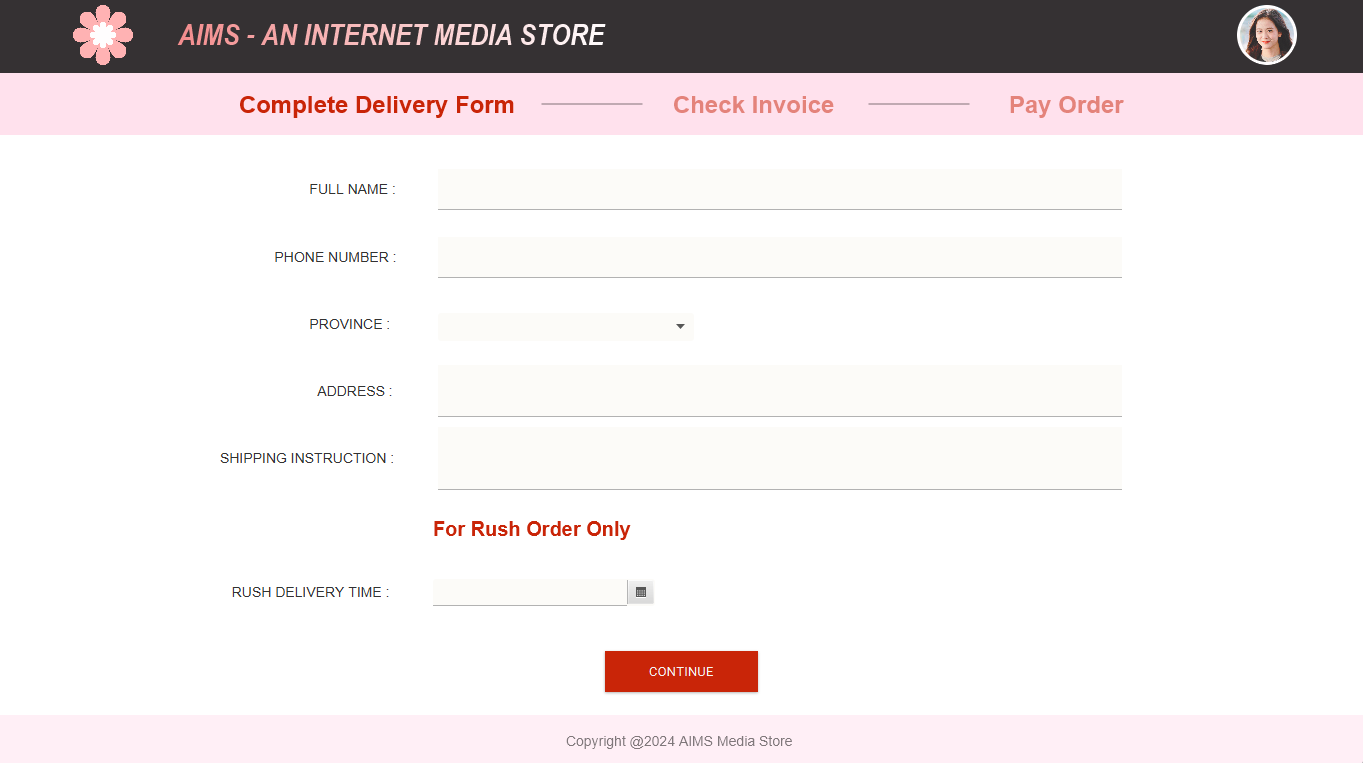 AIMS - AN INTERNET MEDIA STORE
Complete Delivery Form Check Invoice Pay Order
FULL NAME :
PHONE NUMBER :
PROVINCE :
ADDRESS :
SHIPPING INSTRUCTION :
For Rush Order Only
RUSH DELIVERY TIME :
CONTINUE
Copyright @2024 AIMS Media Store